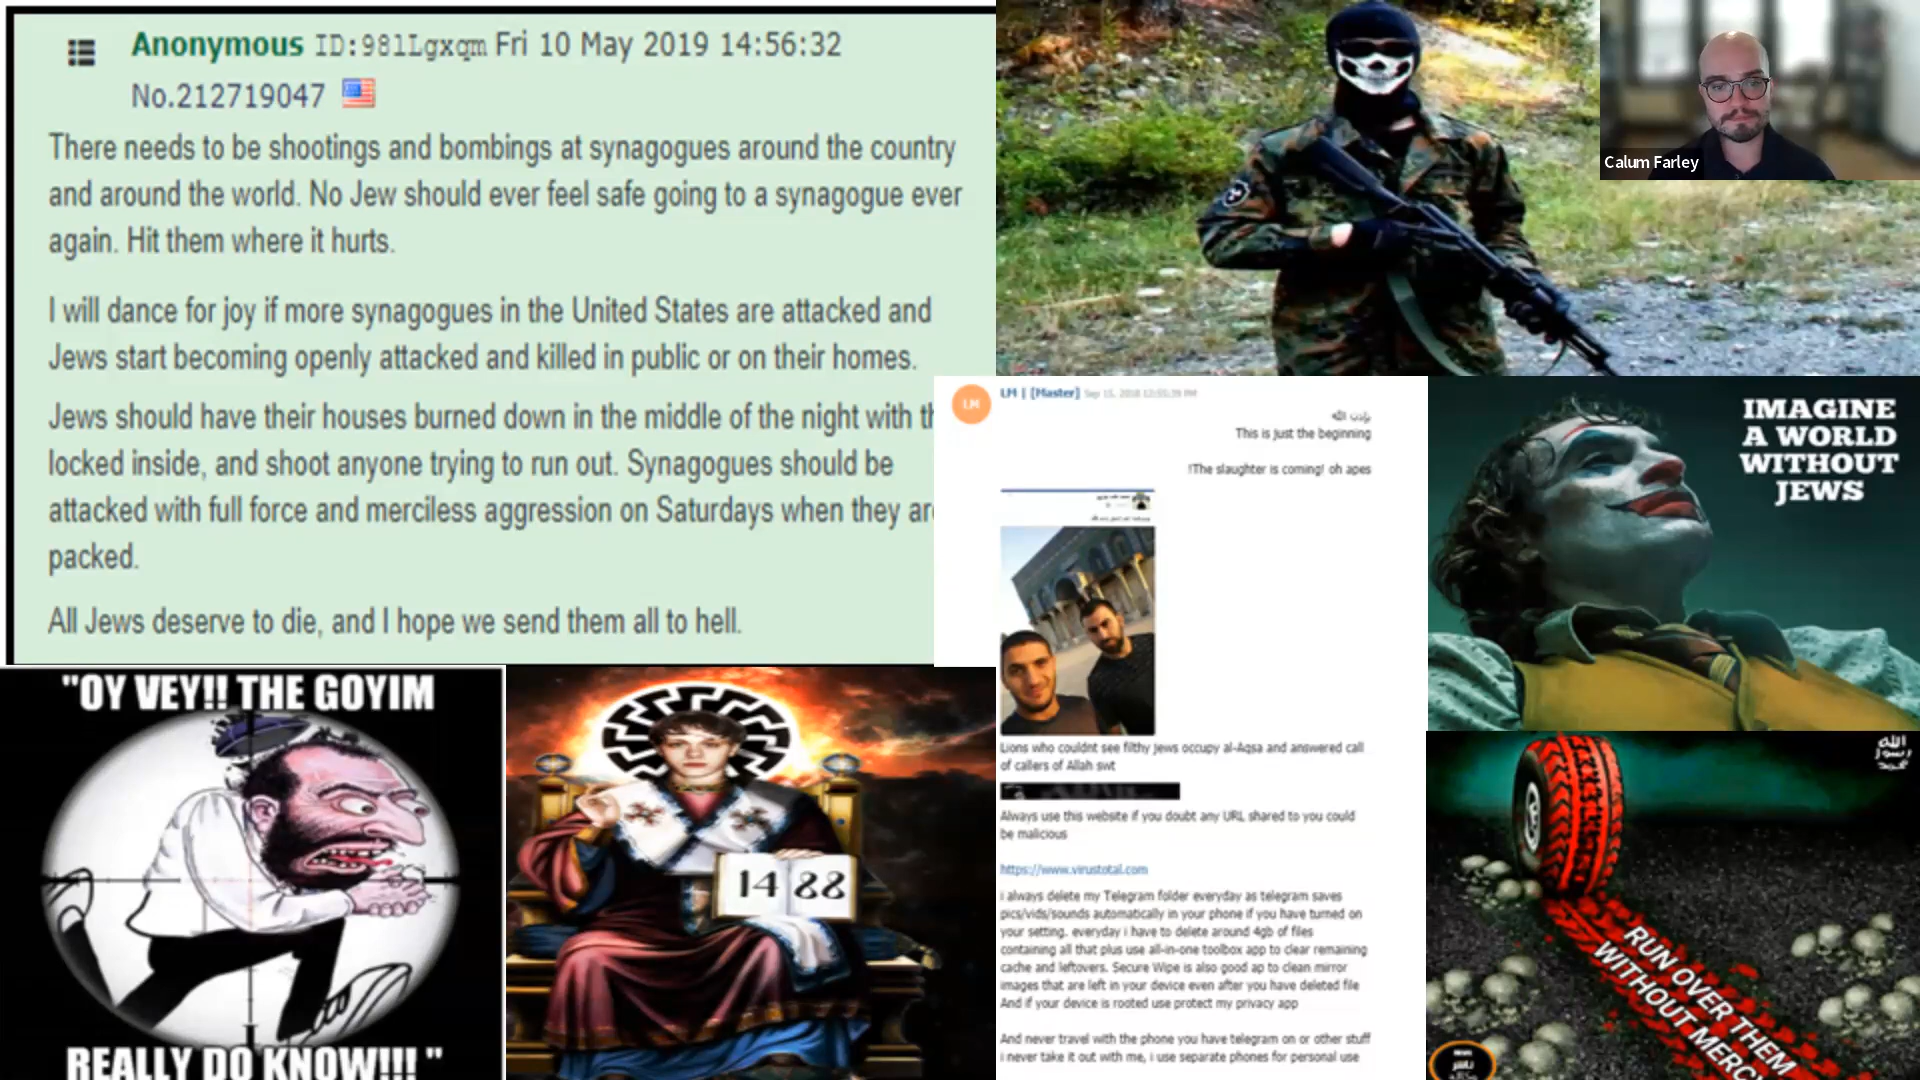 Anonymous ID:981Lgxqm Fri 10 May 2019 14:56:32
No.212719047
There needs to be shootings and bombings at synagogues around the country
and around the world. No Jew should ever feel safe going to a synagogue ever
again. Hit them where it hurts.
I will dance for joy if more synagogues in the United States are attacked and
Jews start becoming openly attacked and killed in public or on their homes.
Jews should have their houses burned down in the middle of the night with
locked inside, and shoot anyone trying to run out. Synagogues should be
attacked with full force and merciless aggression on Saturdays when they
packed.
All Jews deserve to die, and I hope we send them all to hell.
Calum Farley
LM
LM | [Master] Sep 15, 2018
This is just the beginning
!The slaughter is coming! oh apes
Lions who couldnt see filthy Jews occupy al-Aqsa and answered call
of callers of Allah swt
Always use this website if you doubt any URL shared to you could
be malicious
https://www.virustotal.com
i always delete my Telegram folder everyday as telegram saves
pics/vids/sounds automatically in your phone if you have turned on
your setting. everyday i have to delete around 4gb of files
containing all that plus use all-in-one toolbox app to clear remaining
cache and leftovers. Secure Wipe is also good ap to clean mirror
images that are left in your device even after you have deleted file
And if your device is rooted use protect my privacy app
And never travel with the phone you have telegram on or other stuff
i never take it out with me, i use separate phones for personal use
IMAGINE
A WORLD
WITHOUT
JEWS
"OY VEY!! THE GOYIM
REALLY DO KNOW!!!"
14 88
الله
رسول
محمد
RUN OVER THEM
WITHOUT MERCY